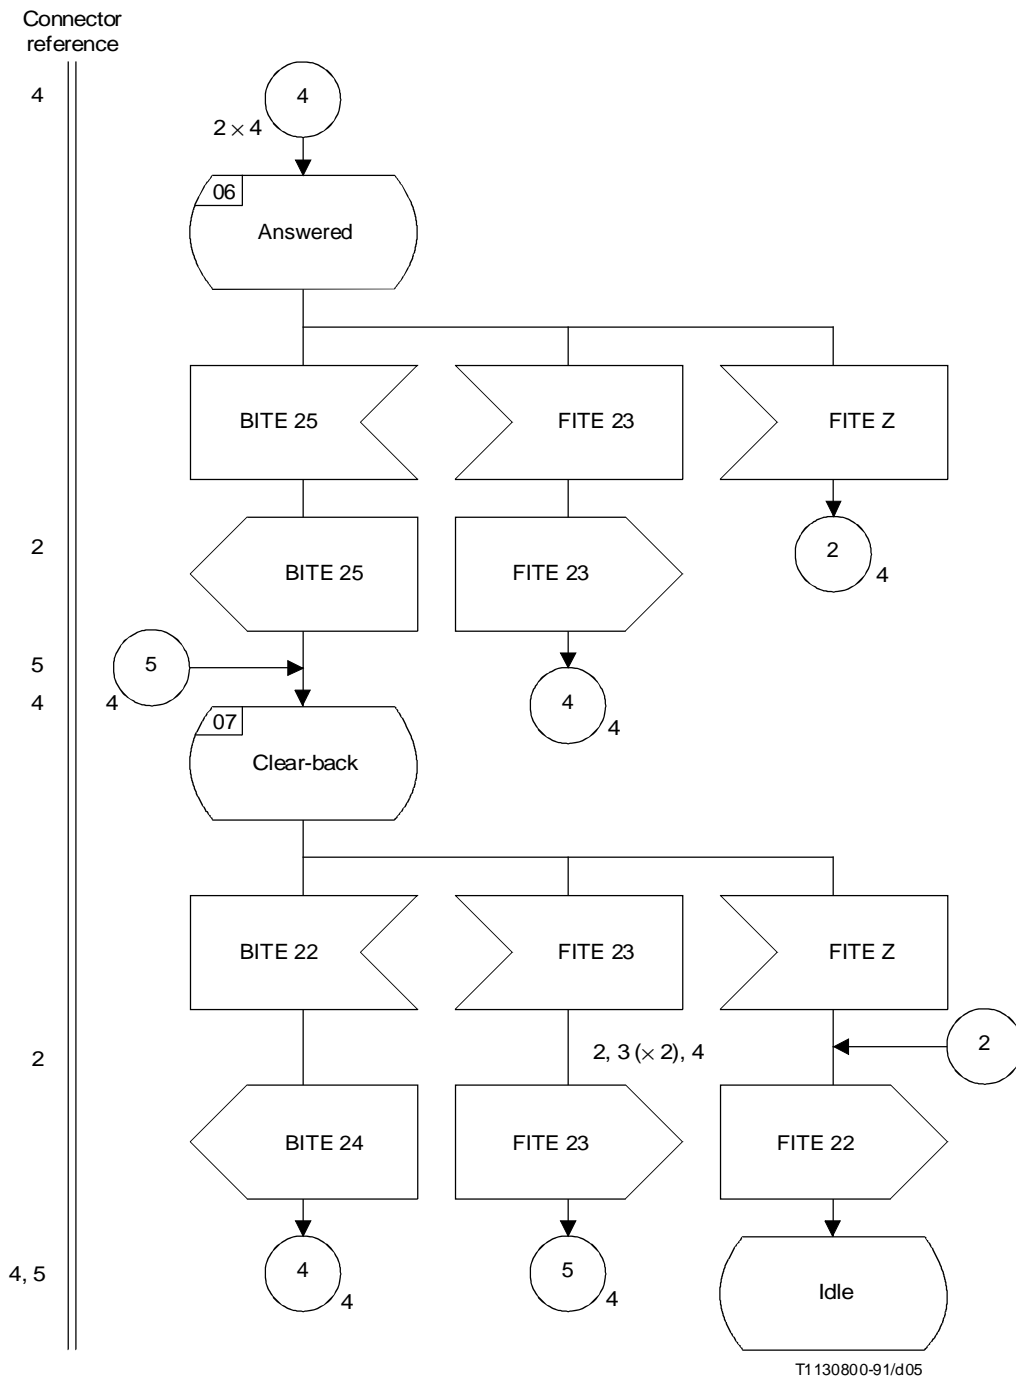 Connector
reference
4
4
2 × 4
06
Answered
BITE 25
FITE 23
FITE Z
2
BITE 25
FITE 23
2
4
5
5
4
4
4
4
07
Clear-back
BITE 22
FITE 23
FITE Z
2
2, 3 (× 2), 4
2
BITE 24
FITE 23
FITE 22
4, 5
4
4
5
4
Idle
T1130800-91/d05